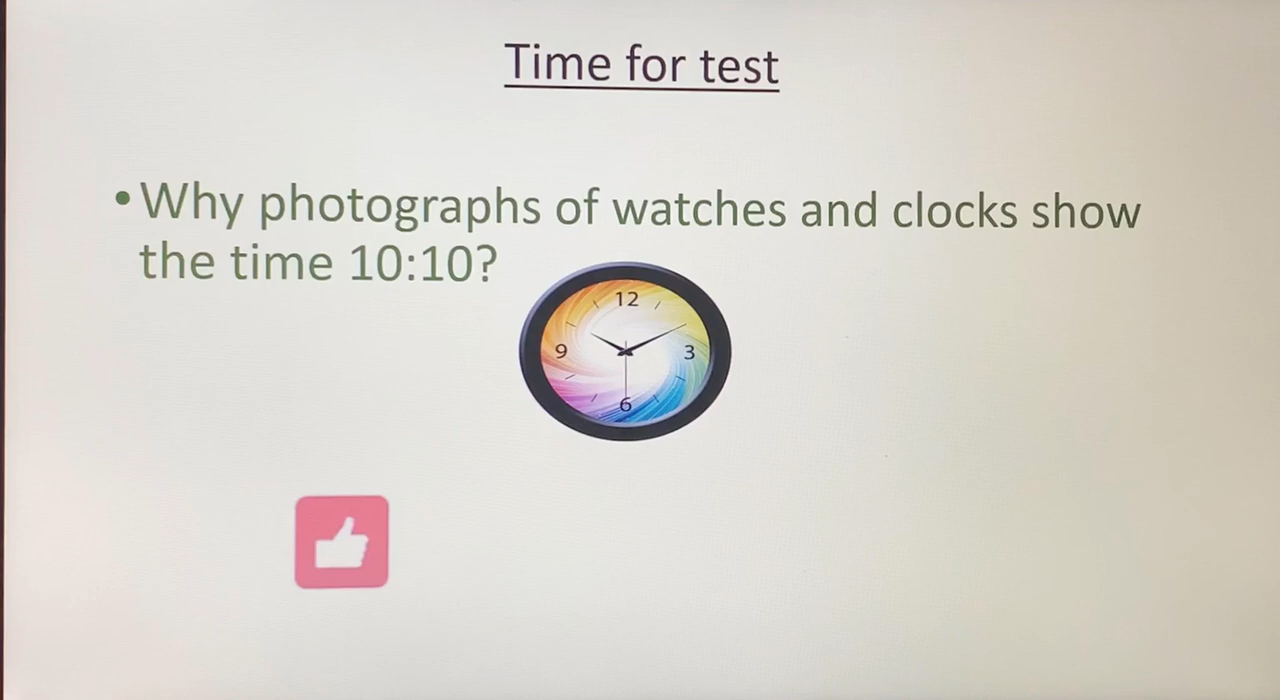 Time for test
•Why photographs of watches and clocks show
the time 10:10?
12
9
3
6